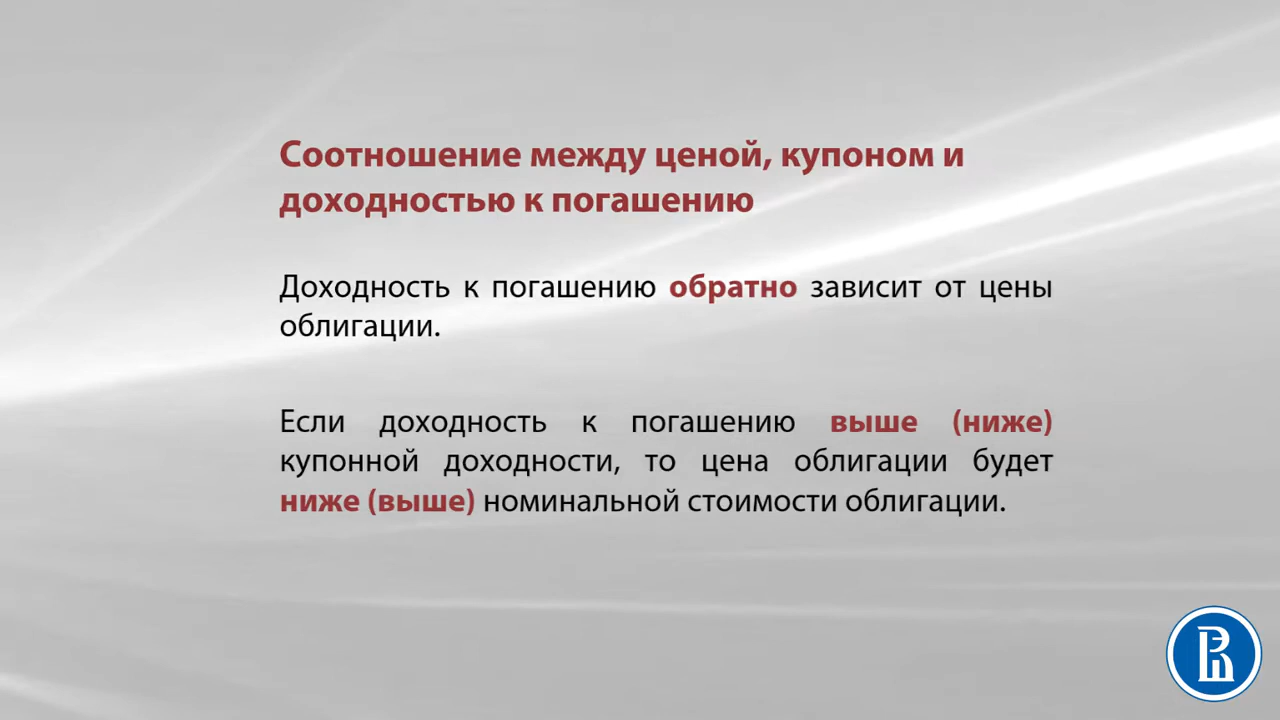 Соотношение между ценой, купоном и
доходностью к погашению
Доходность к погашению обратно зависит от цены
облигации.
Если доходность к погашению выше (ниже)
купонной доходности, то цена облигации будет
ниже (выше) номинальной стоимости облигации.